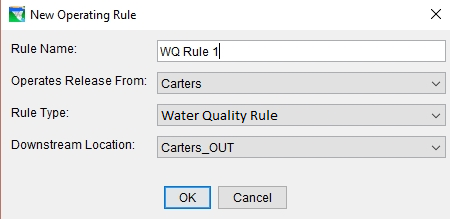 New Operating Rule
Rule Name: WQ Rule 1
Operates Release From: Carters
Rule Type: Water Quality Rule
Downstream Location: Carters_OUT
OK Cancel